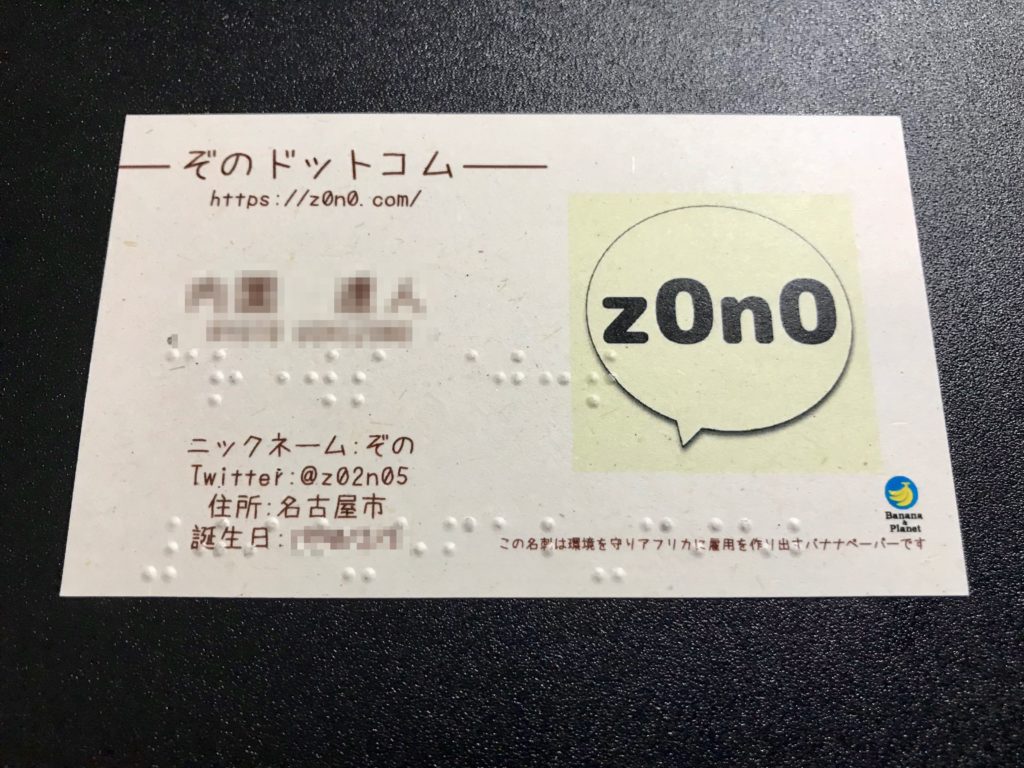 ぞのドットコム
https://z0n0.com/
z0n0
ニックネーム:ぞの
Twitter:@z02n05
住所:名古屋市
誕生日:
Banana
&
Planet
この名刺は環境を守りアフリカに雇用を作り出すバナナペーパーです